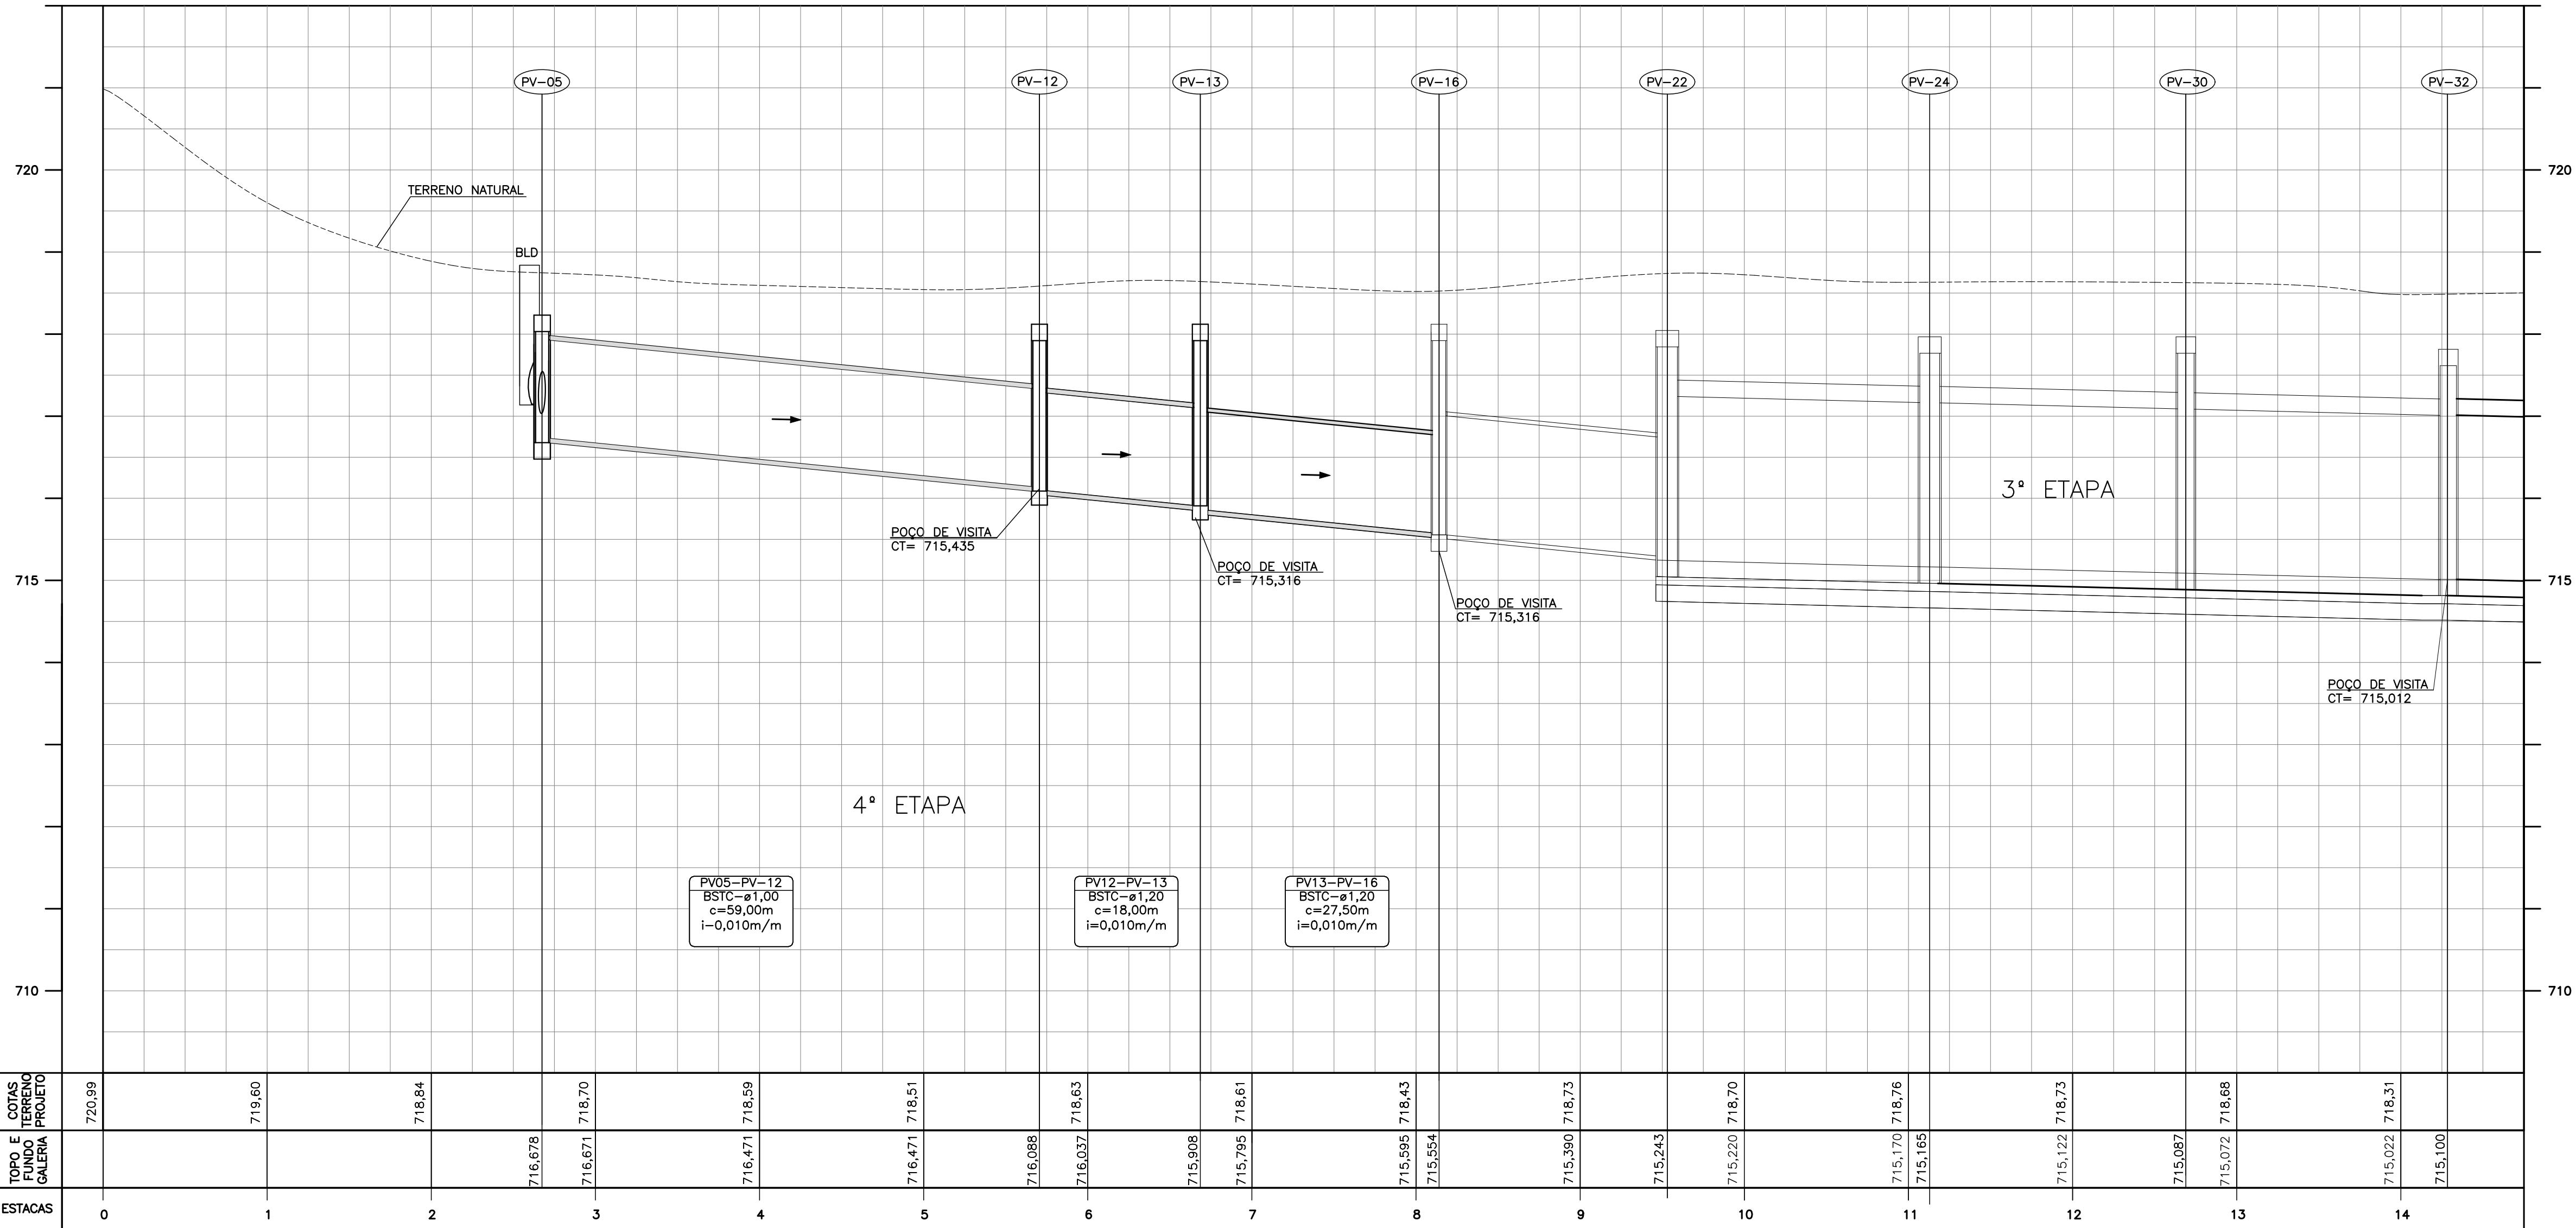 PV-05
PV-12
PV-13
PV-16
PV-22
PV-24
PV-30
PV-32
720
720
TERRENO NATURAL
BLD
3ª ETAPA
POÇO DE VISITA
CT= 715,435
POÇO DE VISITA
CT= 715,316
715
715
POÇO DE VISITA
CT= 715,316
POÇO DE VISITA
CT= 715,012
4ª ETAPA
PV05-PV-12
BSTC-ø1,00
c=59,00m
i-0,010m/m
PV12-PV-13
BSTC-ø1,20
c=18,00m
i=0,010m/m
PV13-PV-16
BSTC-ø1,20
c=27,50m
i=0,010m/m
710
710
COTAS
TERRENO
PROJETO
720,99
719,60
718,84
718,70
718,59
718,51
718,63
718,61
718,43
718,73
718,70
718,76
718,73
718,68
718,31
TOPO E
FUNDO
GALERIA
716,678
716,671
716,471
716,471
716,088
716,037
715,908
715,795
715,595
715,554
715,390
715,243
715,220
715,170
715,165
715,122
715,087
715,072
715,022
715,100
ESTACAS
0
1
2
3
4
5
6
7
8
9
10
11
12
13
14